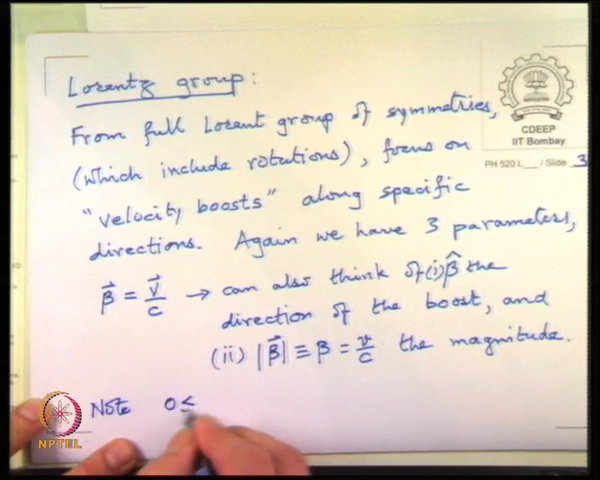 Lorentz group:
From full Lorent group of symmetries,
(which include rotations), focus on
"velocity boosts" along specific
directions. Again we have 3 parameters,
β⃗ = v⃗/c → can also think of (i) β̂ the
direction of the boost, and
(ii) |β⃗| ≡ β = v/c the magnitude.
Note 0 ≤
CDEEP
IIT Bombay
PH 520 L___ / Slide 3
NPTEL